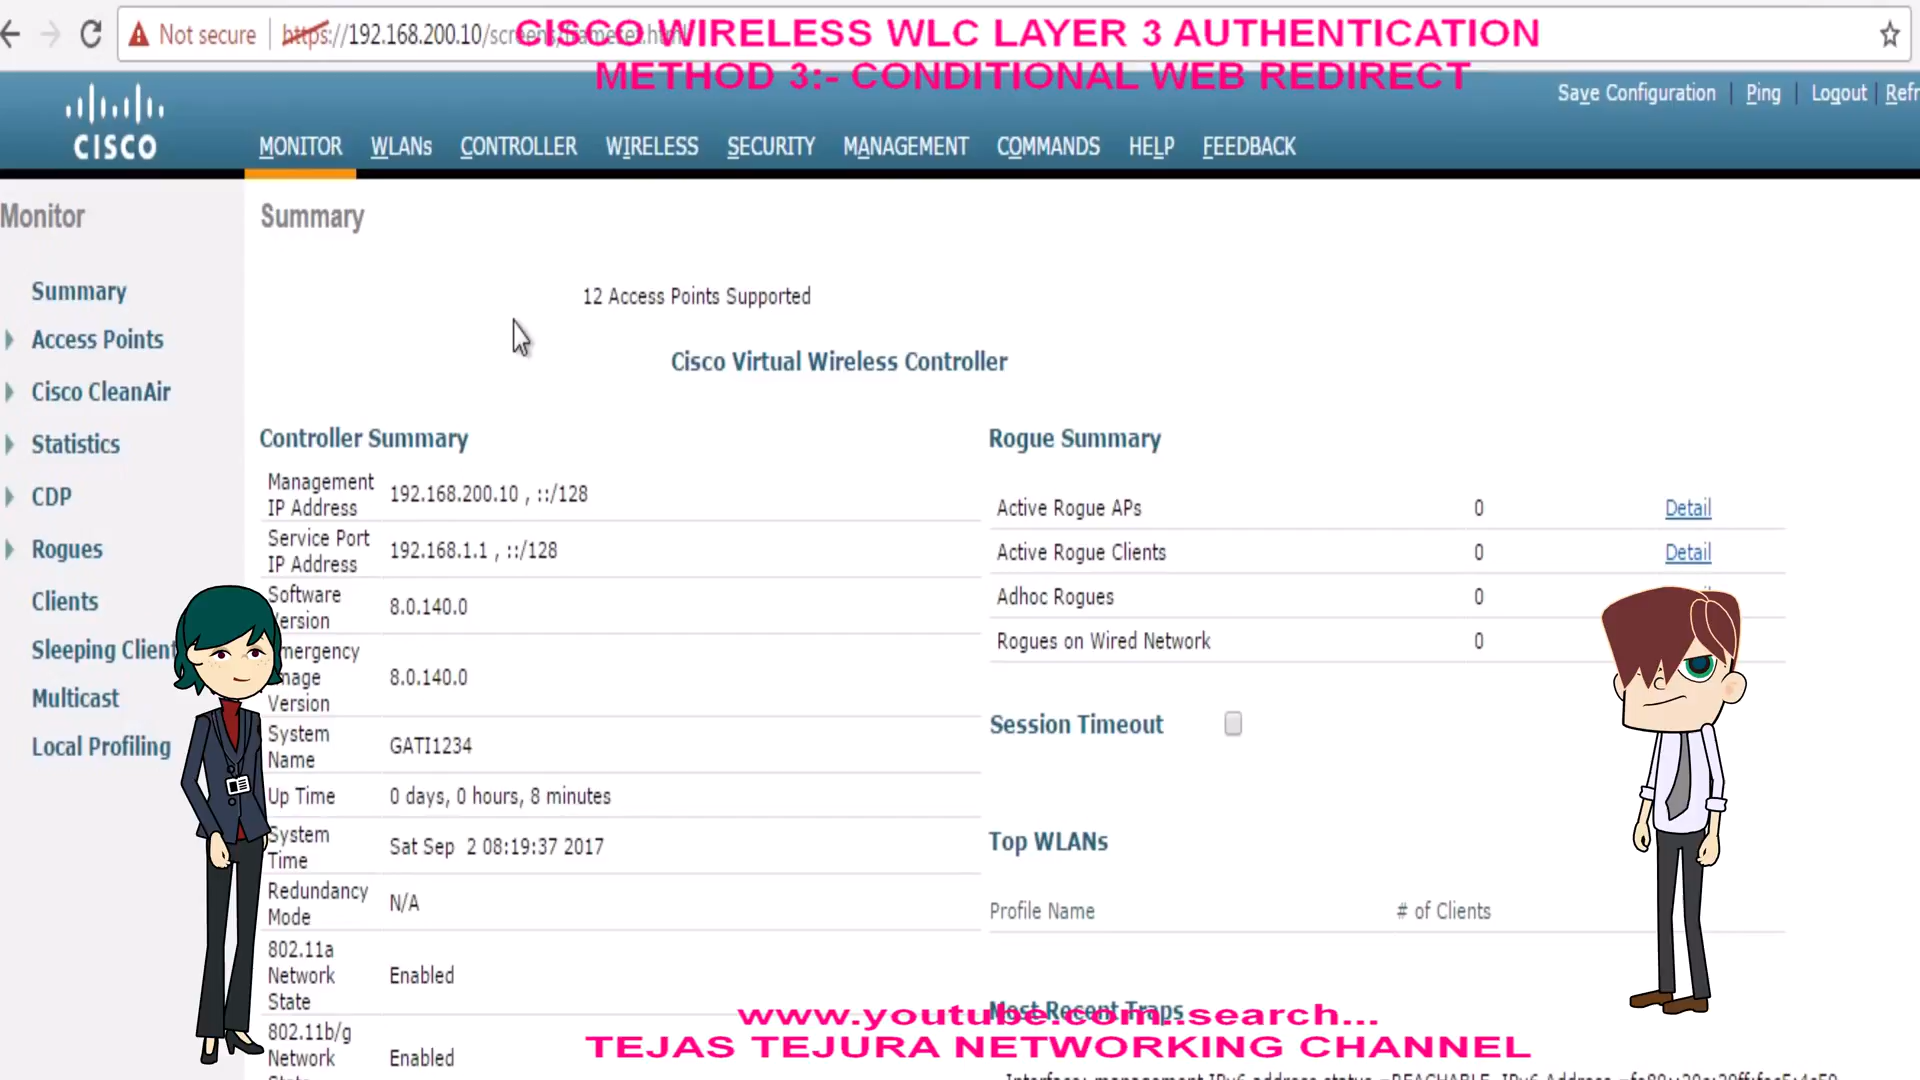 Not secure https://192.168.200.10/screens/frameset.html
CISCO WIRELESS WLC LAYER 3 AUTHENTICATION
METHOD 3:- CONDITIONAL WEB REDIRECT
Save Configuration Ping Logout Refr
CISCO
MONITOR WLANs CONTROLLER WIRELESS SECURITY MANAGEMENT COMMANDS HELP FEEDBACK
Monitor
Summary
Access Points
Cisco CleanAir
Statistics
CDP
Rogues
Clients
Sleeping Client
Multicast
Local Profiling
Summary
12 Access Points Supported
Cisco Virtual Wireless Controller
Controller Summary
Management
IP Address 192.168.200.10 , ::/128
Service Port
IP Address 192.168.1.1 , ::/128
Software
Version 8.0.140.0
Emergency
Image
Version 8.0.140.0
System
Name GATI1234
Up Time 0 days, 0 hours, 8 minutes
System
Time Sat Sep 2 08:19:37 2017
Redundancy
Mode N/A
802.11a
Network
State Enabled
802.11b/g
Network Enabled
Rogue Summary
Active Rogue APs 0 Detail
Active Rogue Clients 0 Detail
Adhoc Rogues 0
Rogues on Wired Network 0
Session Timeout
Top WLANs
Profile Name # of Clients
Most Recent Traps
www.youtube.com..search...
TEJAS TEJURA NETWORKING CHANNEL